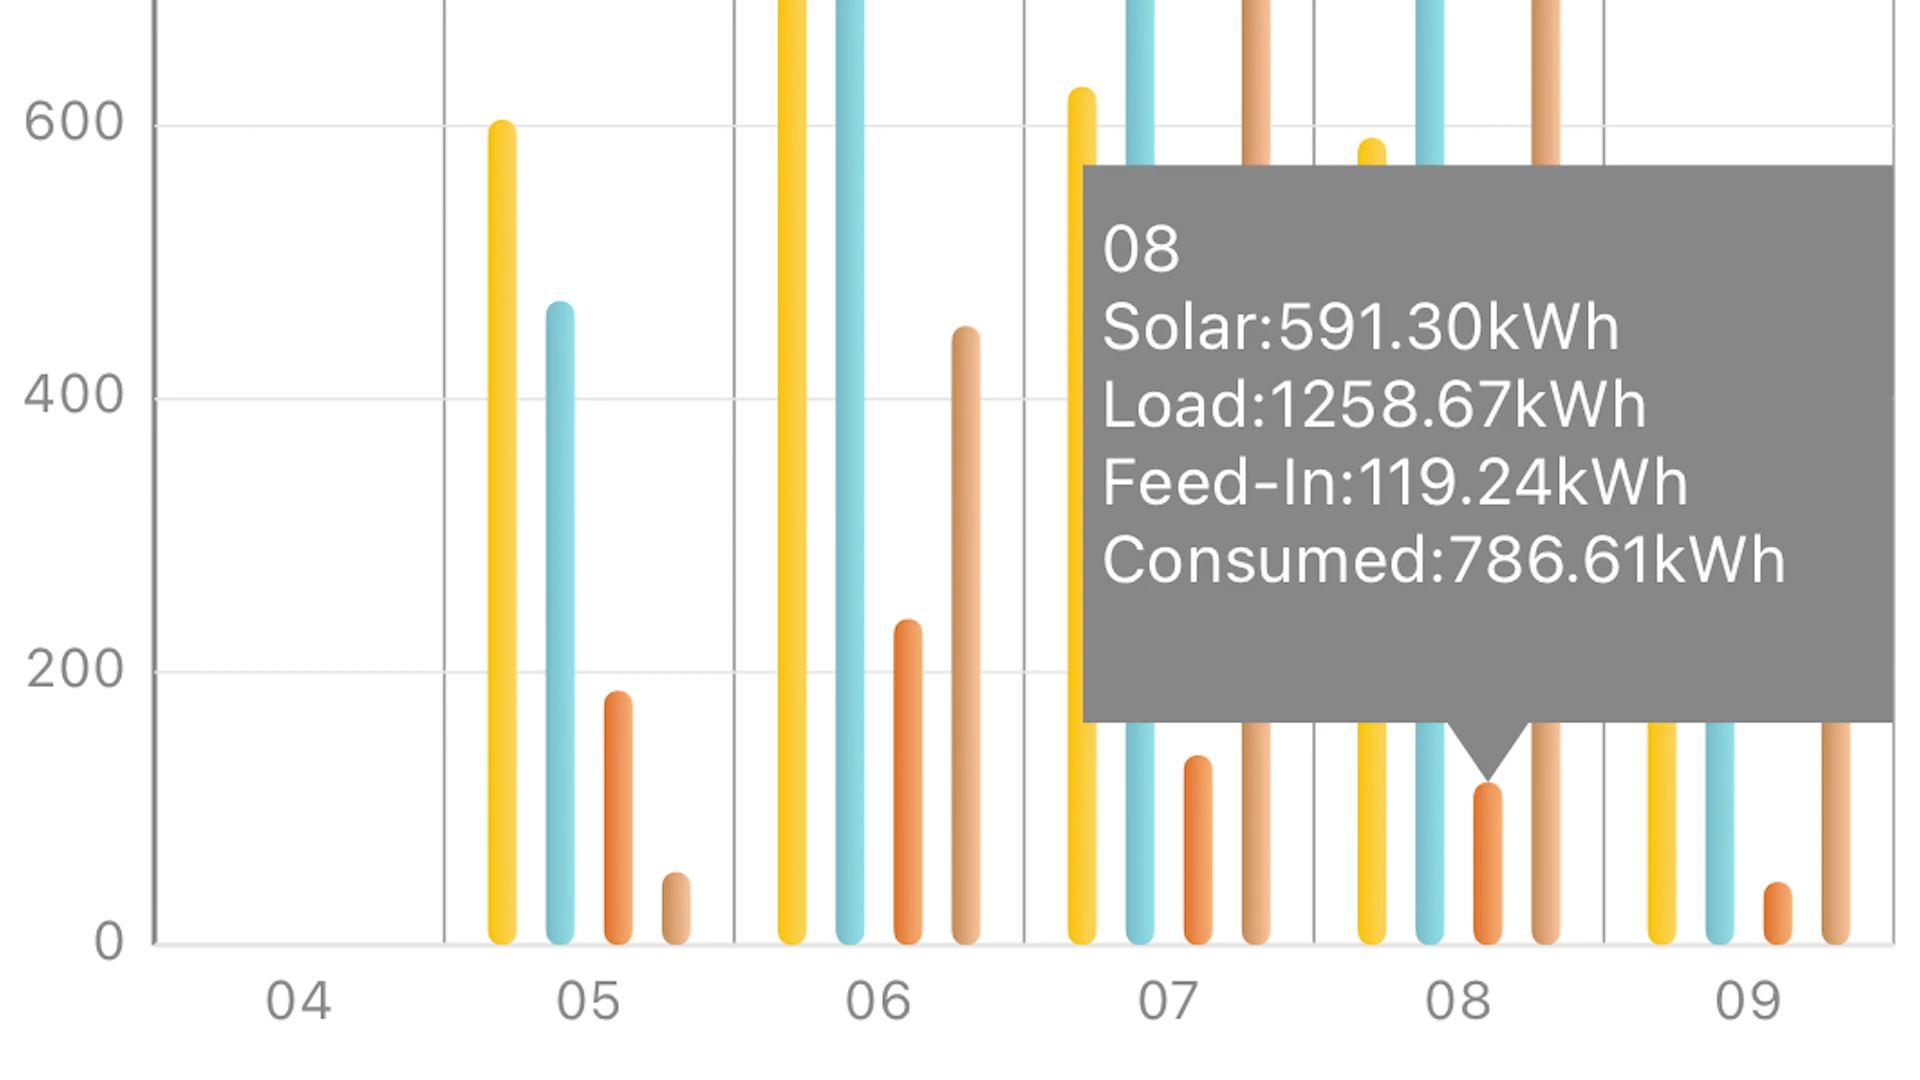 600
400
200
0
08
Solar:591.30kWh
Load:1258.67kWh
Feed-In:119.24kWh
Consumed:786.61kWh
04 05 06 07 08 09